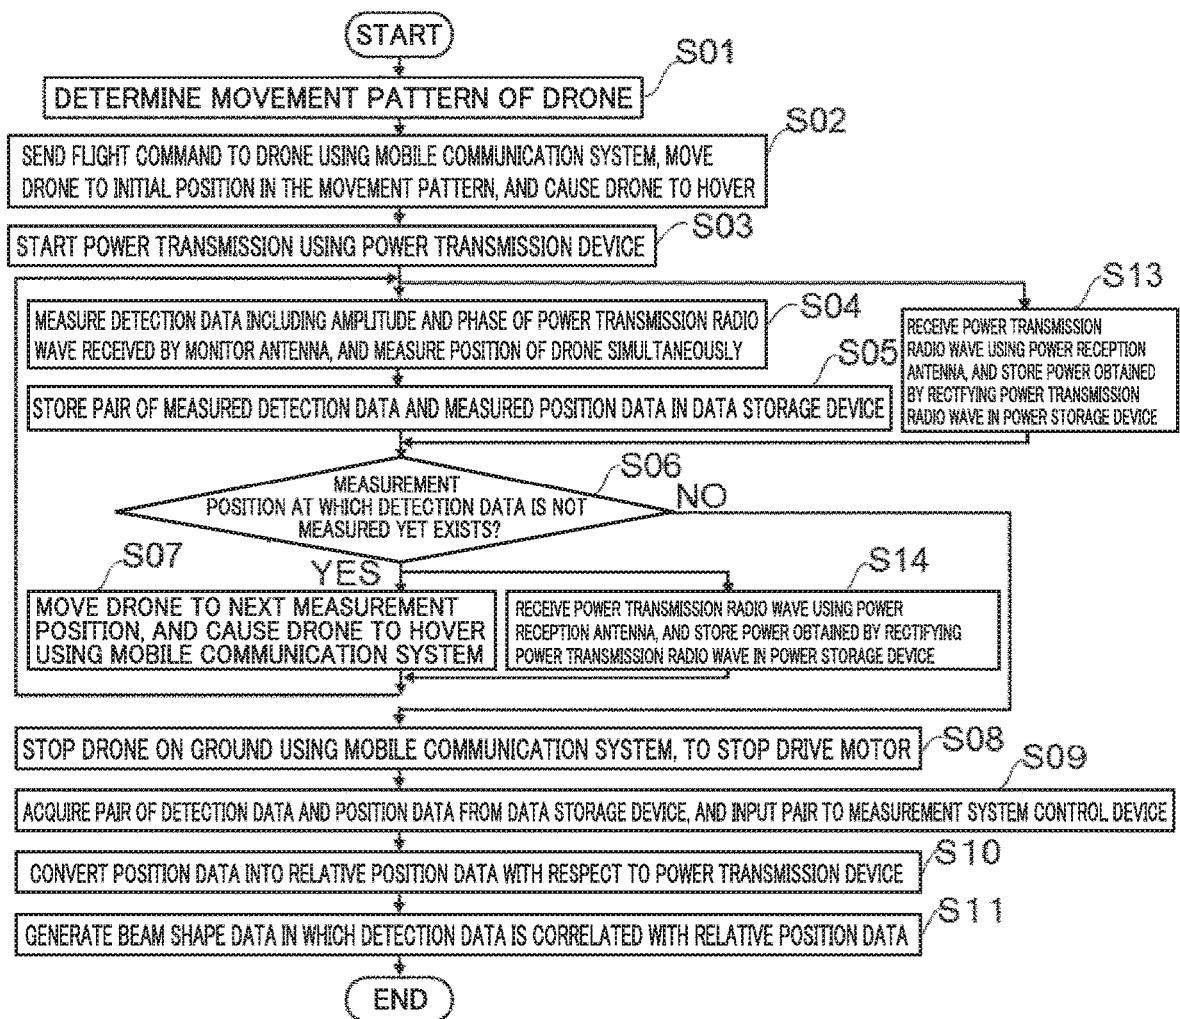 START
S01
DETERMINE MOVEMENT PATTERN OF DRONE
S02
SEND FLIGHT COMMAND TO DRONE USING MOBILE COMMUNICATION SYSTEM, MOVE
DRONE TO INITIAL POSITION IN THE MOVEMENT PATTERN, AND CAUSE DRONE TO HOVER
S03
START POWER TRANSMISSION USING POWER TRANSMISSION DEVICE
S04
MEASURE DETECTION DATA INCLUDING AMPLITUDE AND PHASE OF POWER TRANSMISSION RADIO
WAVE RECEIVED BY MONITOR ANTENNA, AND MEASURE POSITION OF DRONE SIMULTANEOUSLY
S13
RECEIVE POWER TRANSMISSION
RADIO WAVE USING POWER RECEPTION
ANTENNA, AND STORE POWER OBTAINED
BY RECTFYING POWER TRANSMISSION
RADIO WAVE IN POWER STORAGE DEVICE
S05
STORE PAIR OF MEASURED DETECTION DATA AND MEASURED POSITION DATA IN DATA STORAGE DEVICE
S06
MEASUREMENT
POSITION AT WHICH DETECTION DATA IS NOT
MEASURED YET EXISTS?
NO
YES
S07
MOVE DRONE TO NEXT MEASUREMENT
POSITION, AND CAUSE DRONE TO HOVER
USING MOBILE COMMUNICATION SYSTEM
S14
RECEIVE POWER TRANSMISSION RADIO WAVE USING POWER
RECEPTION ANTENNA, AND STORE POWER OBTAINED BY RECTIFYING
POWER TRANSMISSION RADIO WAVE IN POWER STORAGE DEVICE
S08
STOP DRONE ON GROUND USING MOBILE COMMUNICATION SYSTEM, TO STOP DRIVE MOTOR
S09
ACQUIRE PAIR OF DETECTION DATA AND POSITION DATA FROM DATA STORAGE DEVICE, AND INPUT PAIR TO MEASUREMENT SYSTEM CONTROL DEVICE
S10
CONVERT POSITION DATA INTO RELATIVE POSITION DATA WITH RESPECT TO POWER TRANSMISSION DEVICE
S11
GENERATE BEAM SHAPE DATA IN WHICH DETECTION DATA IS CORRELATED WITH RELATIVE POSITION DATA
END